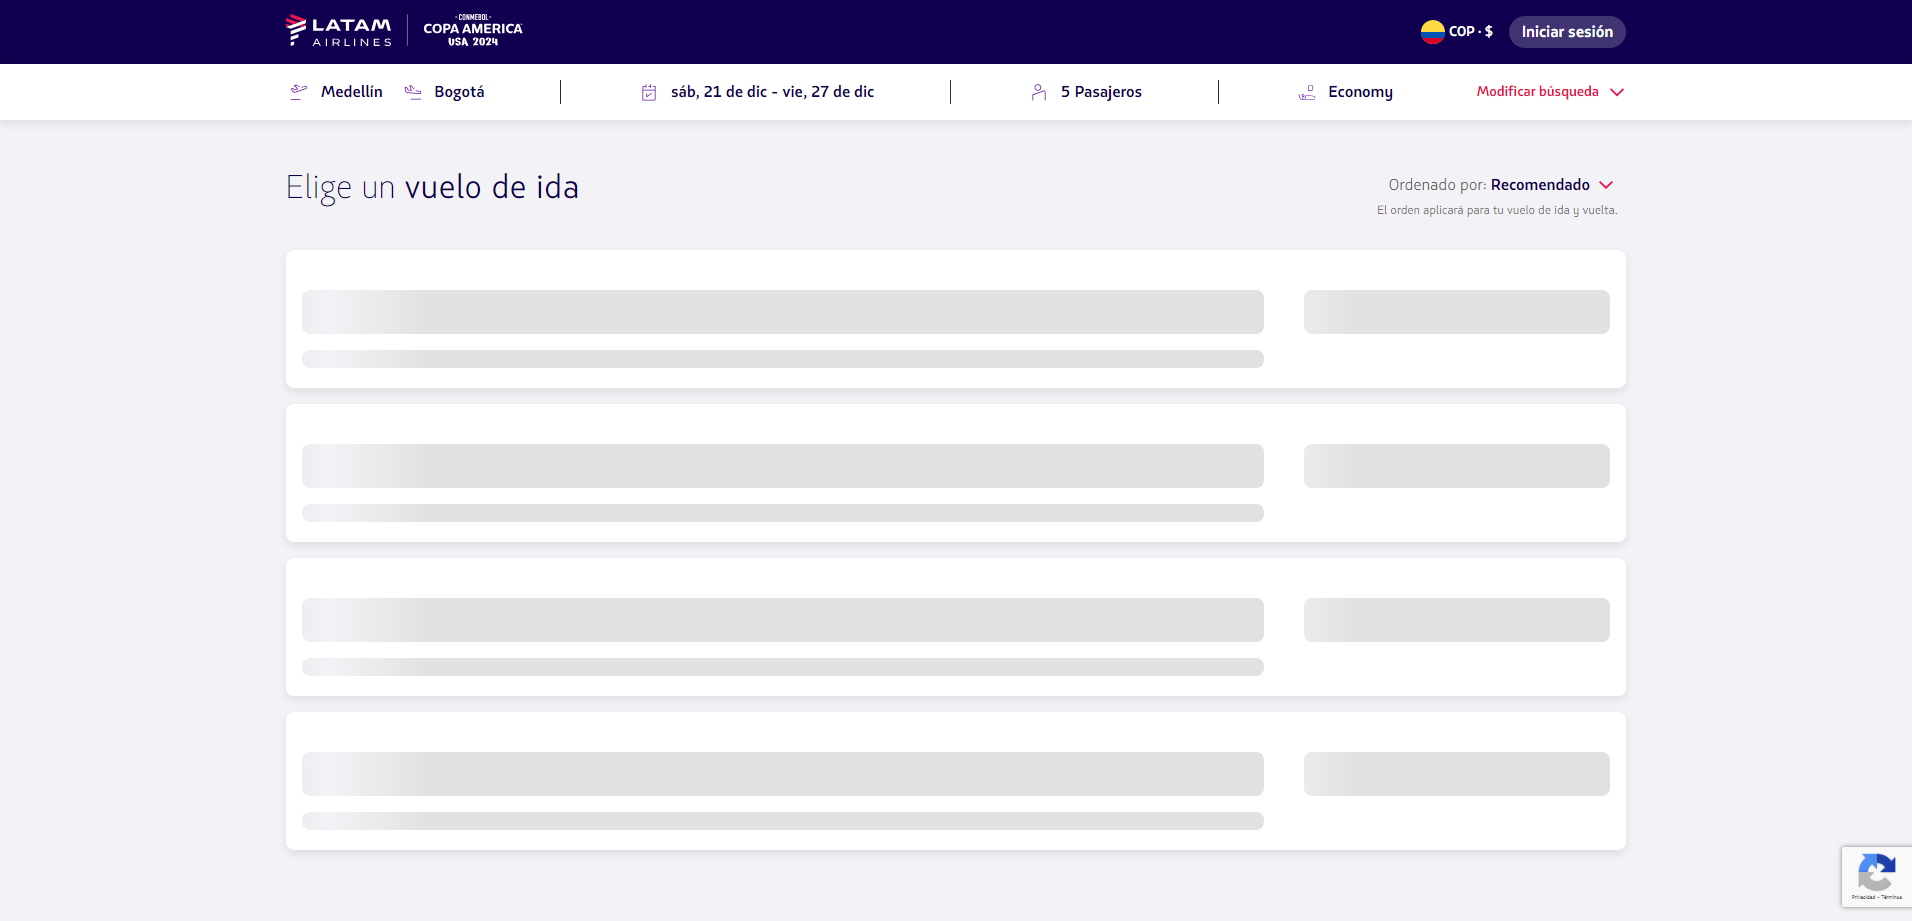 LATAM
AIRLINES
·CONMEBOL·
COPA AMERICA
USA 2024
COP · $
Iniciar sesión
Medellín
Bogotá
sáb, 21 de dic - vie, 27 de dic
5 Pasajeros
Economy
Modificar búsqueda
Elige un vuelo de ida
Ordenado por: Recomendado
El orden aplicará para tu vuelo de ida y vuelta.
Privacidad - Términos